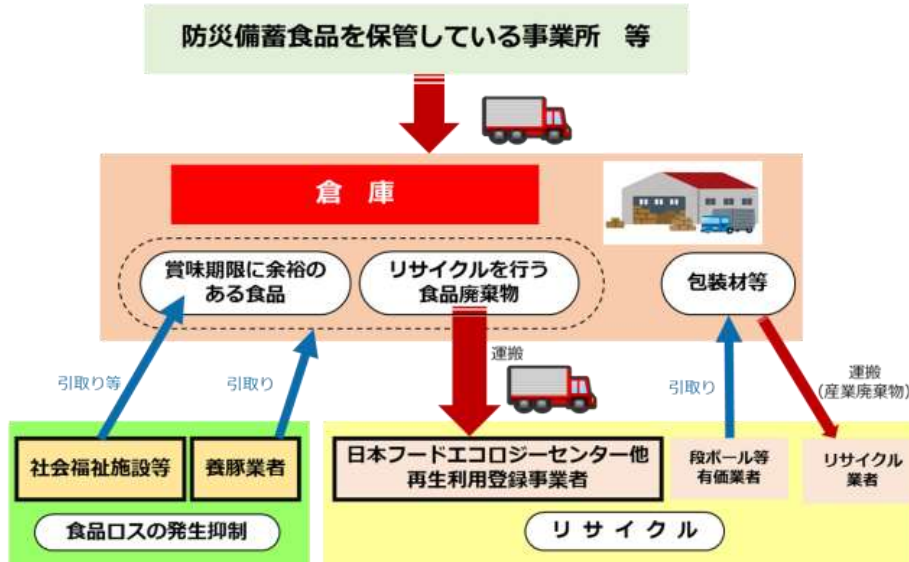 防災備蓄食品を保管している事業所　等
倉　庫
賞味期限に余裕の
ある食品
リサイクルを行う
食品廃棄物
包装材等
引取り等
引取り
運搬
引取り
運搬
（産業廃棄物）
社会福祉施設等
養豚業者
日本フードエコロジーセンター他
再生利用登録事業者
段ボール等
有価業者
リサイクル
業者
食品ロスの発生抑制
リ サ イ ク ル